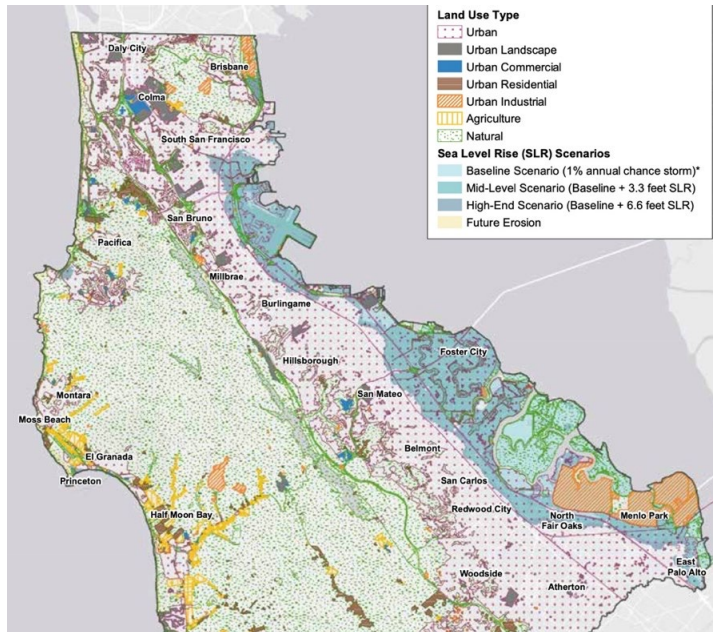 Land Use Type
Urban
Urban Landscape
Urban Commercial
Urban Residential
Urban Industrial
Agriculture
Natural
Sea Level Rise (SLR) Scenarios
Baseline Scenario (1% annual chance storm)*
Mid-Level Scenario (Baseline + 3.3 feet SLR)
High-End Scenario (Baseline + 6.6 feet SLR)
Future Erosion
Daly City
Brisbane
Colma
South San Francisco
San Bruno
Pacifica
Millbrae
Burlingame
Foster City
Hillsborough
San Mateo
Montara
Moss Beach
Belmont
El Granada
San Carlos
Princeton
Redwood City
Half Moon Bay
North
Fair Oaks
Menlo Park
East
Palo Alto
Woodside
Atherton